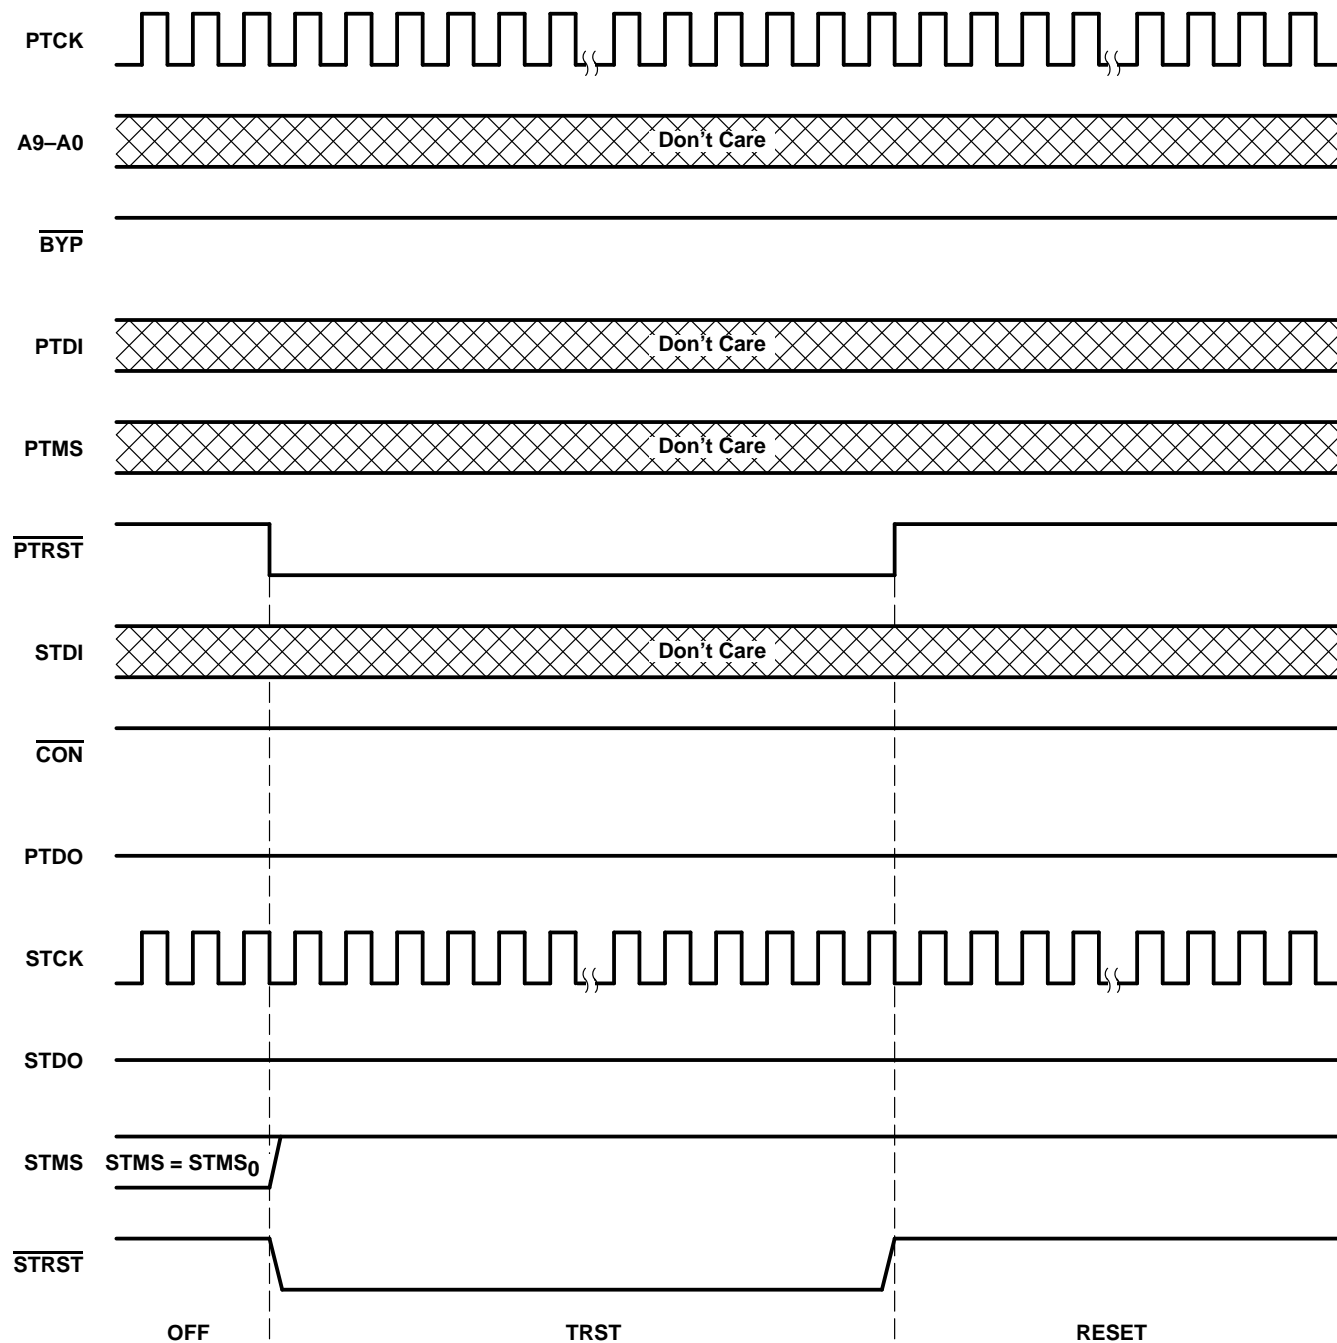 PTCK
A9–A0 Don't Care
BYP
PTDI Don't Care
PTMS Don't Care
PTRST
STDI Don't Care
CON
PTDO
STCK
STDO
STMS STMS = STMS0
STRST
OFF TRST RESET